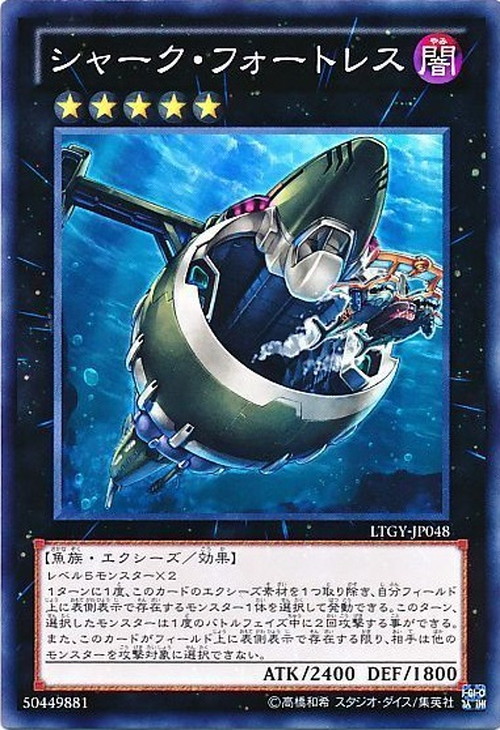 シャーク・フォートレス
闇
LTGY-JP048
【魚族・エクシーズ/効果】
レベル5モンスター×2
1ターンに1度、このカードのエクシーズ素材を1つ取り除き、自分フィールド
上に表側表示で存在するモンスター1体を選択して発動できる。このターン、
選択したモンスターは1度のバトルフェイズ中に2回攻撃する事ができる。
また、このカードがフィールド上に表側表示で存在する限り、相手は他の
モンスターを攻撃対象に選択できない。
ATK/2400 DEF/1800
50449881
©高橋和希 スタジオ・ダイス/集英社